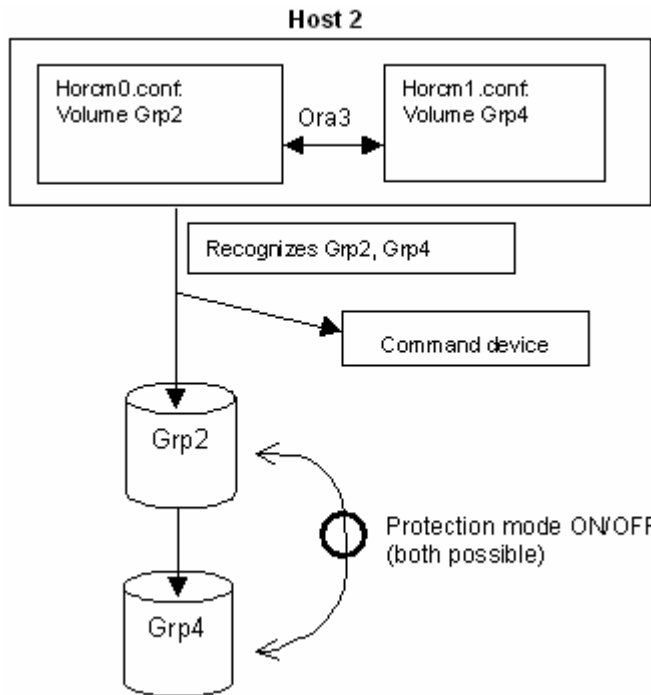 Host 2
Horcm0.conf:
Volume Grp2
Ora3
Horcm1.conf:
Volume Grp4
Recognizes Grp2, Grp4
Command device
Grp2
Protection mode ON/OFF
(both possible)
Grp4